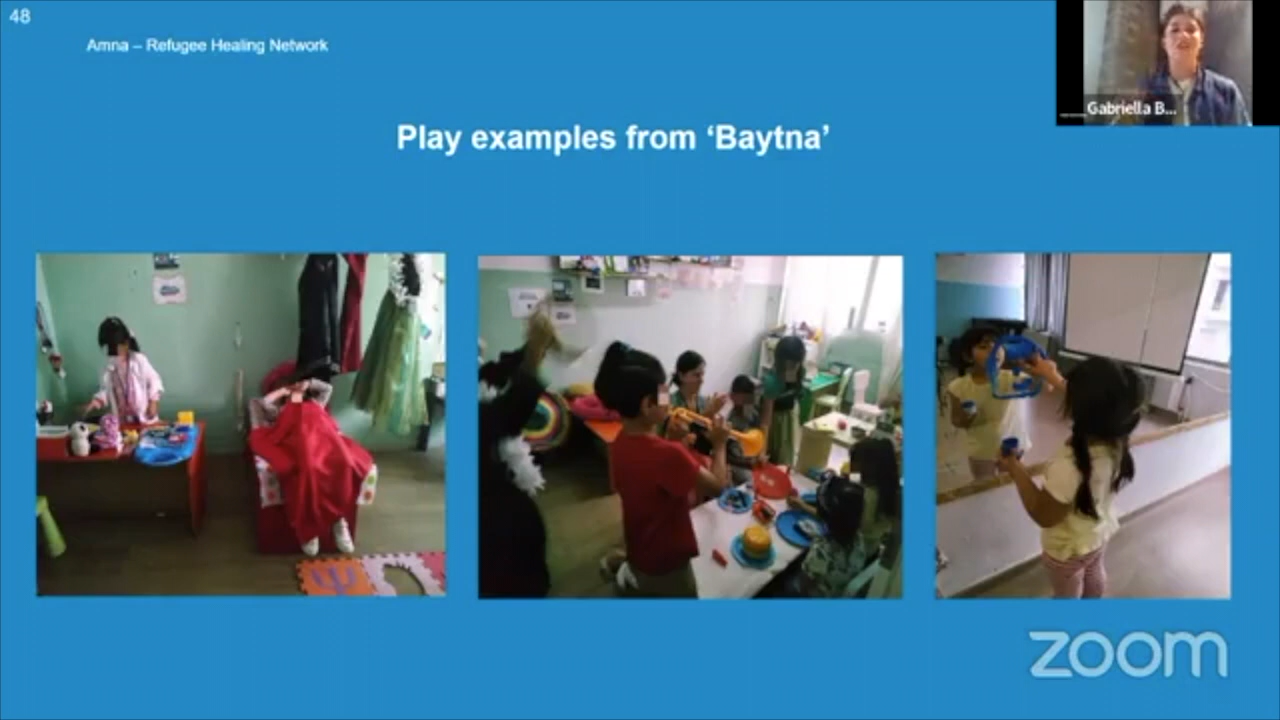 48
Amna – Refugee Healing Network
Gabriella B...
Play examples from ‘Baytna’
zoom